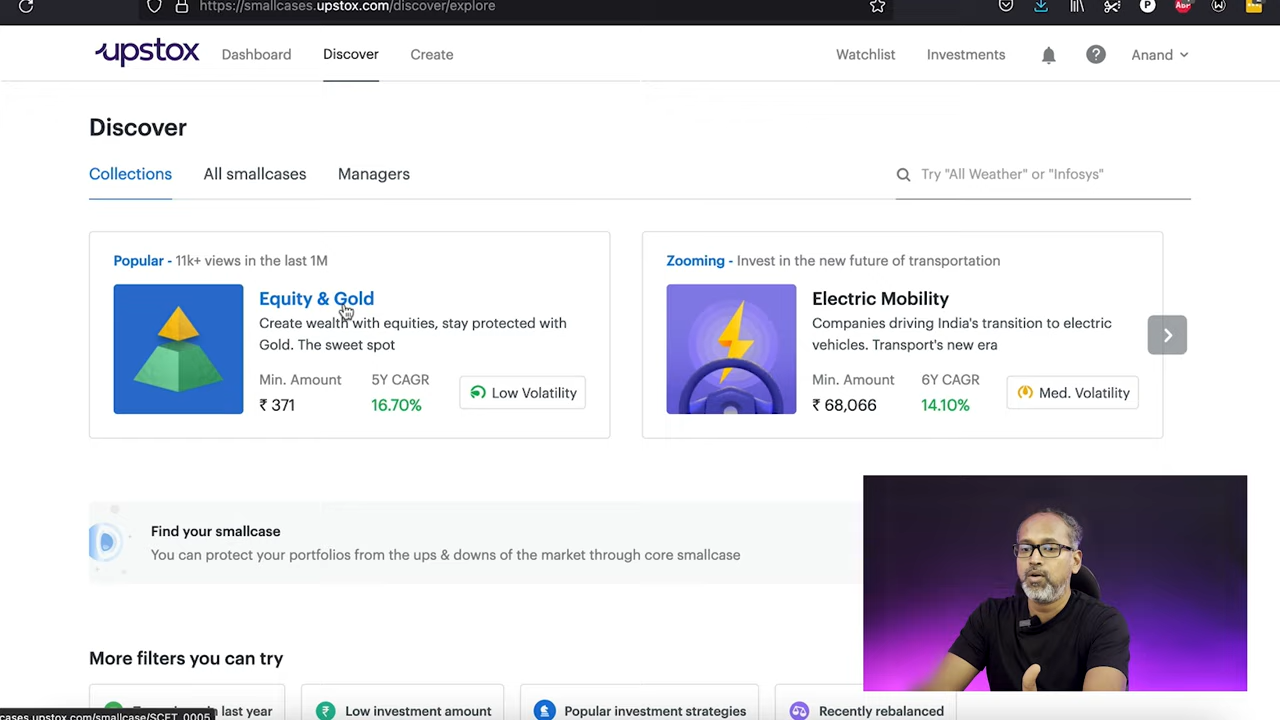 https://smallcases.upstox.com/discover/explore
upstox Dashboard Discover Create Watchlist Investments ? Anand
Discover
Collections All smallcases Managers Try "All Weather" or "Infosys"
Popular - 11k+ views in the last 1M
Equity & Gold
Create wealth with equities, stay protected with
Gold. The sweet spot
Min. Amount 5Y CAGR
₹ 371 16.70% Low Volatility
Zooming - Invest in the new future of transportation
Electric Mobility
Companies driving India's transition to electric
vehicles. Transport's new era
Min. Amount 6Y CAGR
₹ 68,066 14.10% Med. Volatility
Find your smallcase
You can protect your portfolios from the ups & downs of the market through core smallcase
More filters you can try
in last year ₹ Low investment amount Popular investment strategies Recently rebalanced
cases.upstox.com/smallcase/SCET_0005